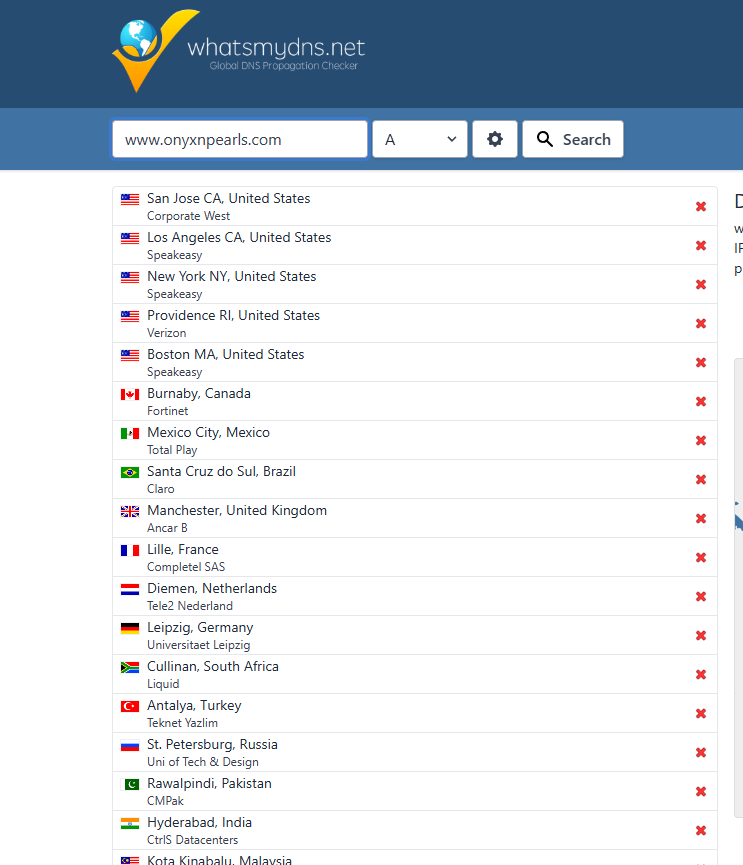 whatsmydns.net
Global DNS Propagation Checker
www.onyxnpearls.com A Search
San Jose CA, United States
Corporate West
Los Angeles CA, United States
Speakeasy
New York NY, United States
Speakeasy
Providence RI, United States
Verizon
Boston MA, United States
Speakeasy
Burnaby, Canada
Fortinet
Mexico City, Mexico
Total Play
Santa Cruz do Sul, Brazil
Claro
Manchester, United Kingdom
Ancar B
Lille, France
Completel SAS
Diemen, Netherlands
Tele2 Nederland
Leipzig, Germany
Universitaet Leipzig
Cullinan, South Africa
Liquid
Antalya, Turkey
Teknet Yazlim
St. Petersburg, Russia
Uni of Tech & Design
Rawalpindi, Pakistan
CMPak
Hyderabad, India
CtrlS Datacenters
Kota Kinabalu, Malaysia